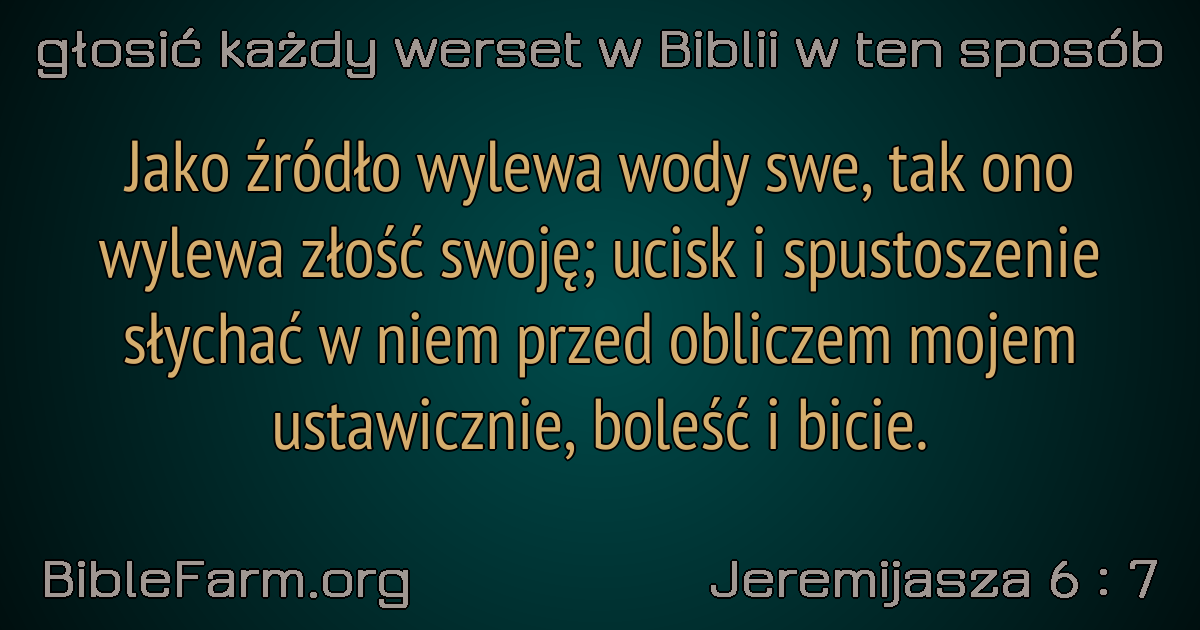 głosić każdy werset w Biblii w ten sposób
Jako źródło wylewa wody swe, tak ono
wylewa złość swoję; ucisk i spustoszenie
słychać w niem przed obliczem mojem
ustawicznie, boleść i bicie.
BibleFarm.org
Jeremijasza 6 : 7